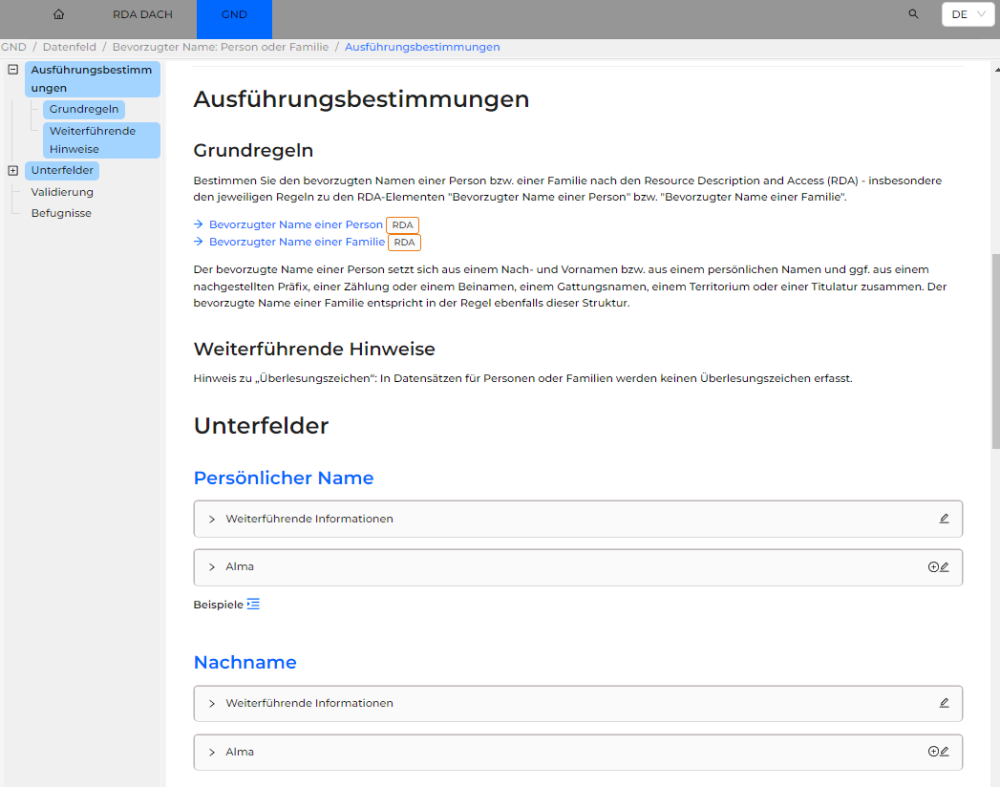 RDA DACH
GND
DE
GND / Datenfeld / Bevorzugter Name: Person oder Familie / Ausführungsbestimmungen
Ausführungsbestimm
ungen
Grundregeln
Weiterführende
Hinweise
Unterfelder
Validierung
Befugnisse
Ausführungsbestimmungen
Grundregeln
Bestimmen Sie den bevorzugten Namen einer Person bzw. einer Familie nach den Resource Description and Access (RDA) - insbesondere
den jeweiligen Regeln zu den RDA-Elementen "Bevorzugter Name einer Person" bzw. "Bevorzugter Name einer Familie".
→ Bevorzugter Name einer Person RDA
→ Bevorzugter Name einer Familie RDA
Der bevorzugte Name einer Person setzt sich aus einem Nach- und Vornamen bzw. aus einem persönlichen Namen und ggf. aus einem
nachgestellten Präfix, einer Zählung oder einem Beinamen, einem Gattungsnamen, einem Territorium oder einer Titulatur zusammen. Der
bevorzugte Name einer Familie entspricht in der Regel ebenfalls dieser Struktur.
Weiterführende Hinweise
Hinweis zu „Überlesungszeichen“: In Datensätzen für Personen oder Familien werden keinen Überlesungszeichen erfasst.
Unterfelder
Persönlicher Name
Weiterführende Informationen
Alma
Beispiele
Nachname
Weiterführende Informationen
Alma